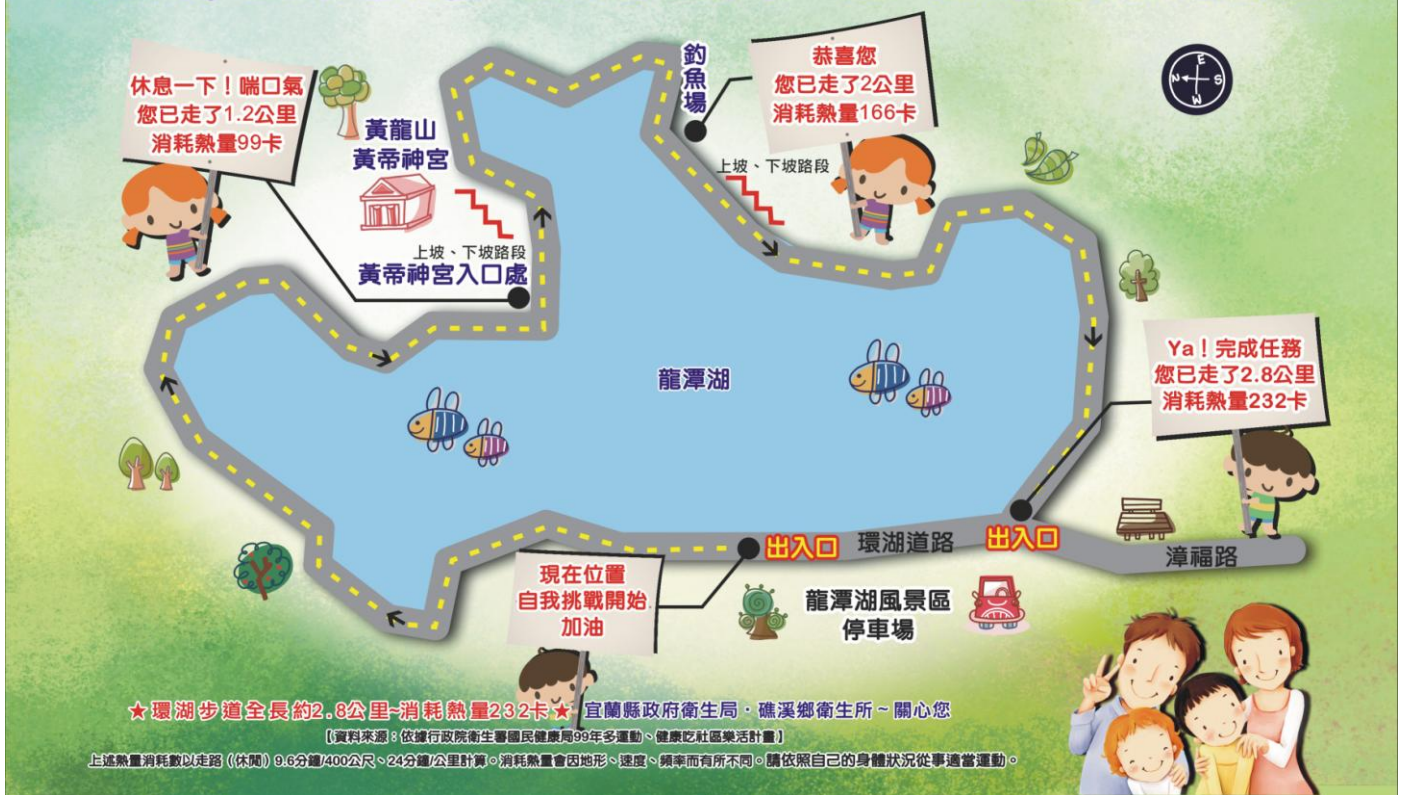 休息一下！喘口氣
您已走了1.2公里
消耗熱量99卡
黃龍山
黃帝神宮
上坡、下坡路段
黃帝神宮入口處
釣魚場
恭喜您
您已走了2公里
消耗熱量166卡
上坡、下坡路段
E
N
S
W
龍潭湖
Ya！完成任務
您已走了2.8公里
消耗熱量232卡
出入口
環湖道路
出入口
漳福路
現在位置
自我挑戰開始
加油
龍潭湖風景區
停車場
★環湖步道全長約2.8公里~消耗熱量232卡★ 宜蘭縣政府衛生局・礁溪鄉衛生所～關心您
【資料來源：依據行政院衛生署國民健康局99年多運動、健康吃社區樂活計畫】
上述熱量消耗數以走路（休閒）9.6分鐘/400公尺、24分鐘/公里計算。消耗熱量會因地形、速度、頻率而有所不同。請依照自己的身體狀況從事適當運動。